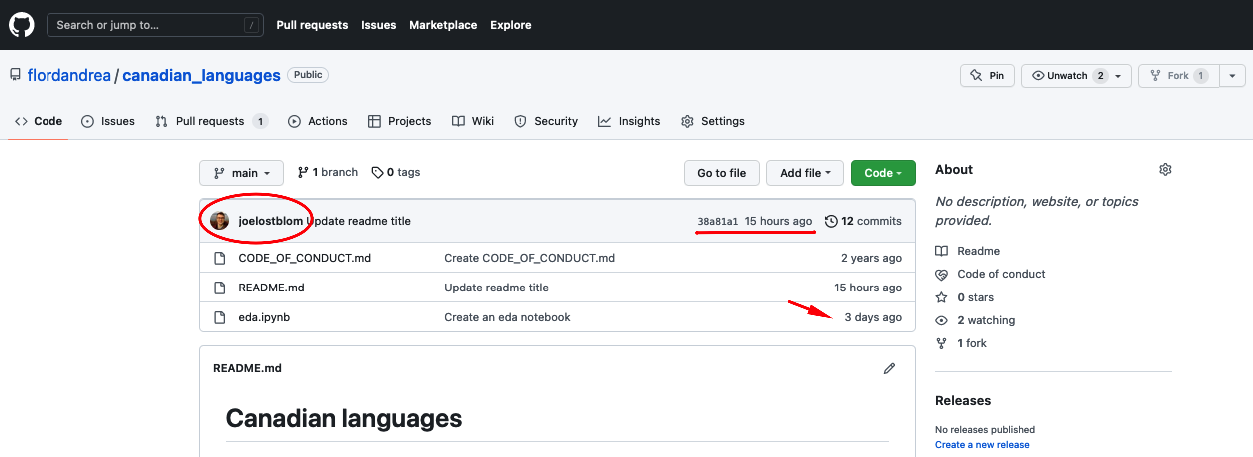 Search or jump to... /
Pull requests Issues Marketplace Explore
flordandrea / canadian_languages Public
Pin Unwatch 2 Fork 1
Code Issues Pull requests 1 Actions Projects Wiki Security Insights Settings
main 1 branch 0 tags Go to file Add file Code
joelostblom Update readme title 38a81a1 15 hours ago 12 commits
CODE_OF_CONDUCT.md Create CODE_OF_CONDUCT.md 2 years ago
README.md Update readme title 15 hours ago
eda.ipynb Create an eda notebook 3 days ago
README.md
Canadian languages
About
No description, website, or topics
provided.
Readme
Code of conduct
0 stars
2 watching
1 fork
Releases
No releases published
Create a new release